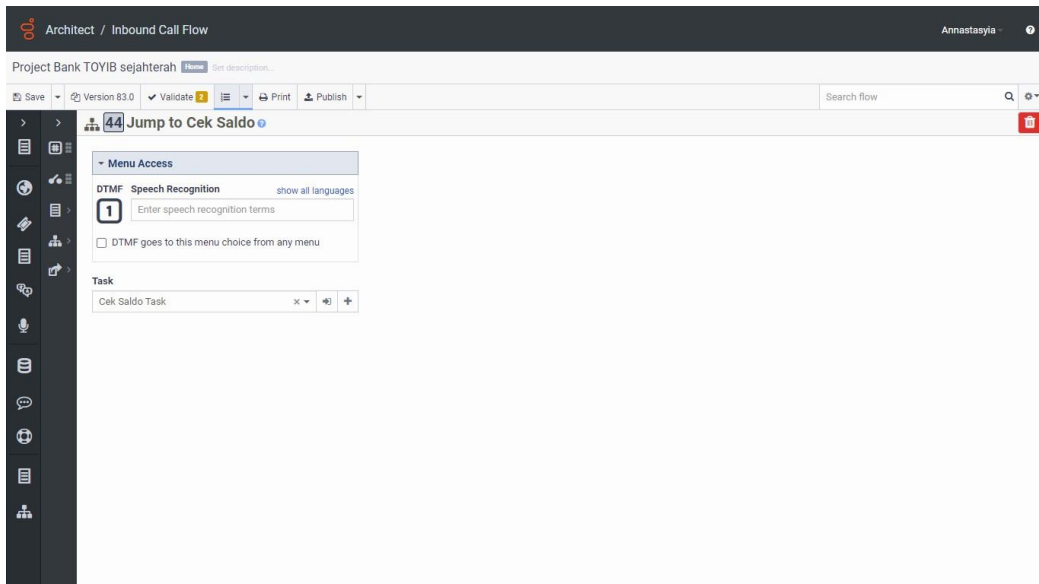 Architect / Inbound Call Flow
Annastasyia
Project Bank TOYIB sejahterah Home Set description...
Save Version 83.0 Validate 2 Print Publish Search flow
44 Jump to Cek Saldo
Menu Access
DTMF Speech Recognition show all languages
1 Enter speech recognition terms
DTMF goes to this menu choice from any menu
Task
Cek Saldo Task